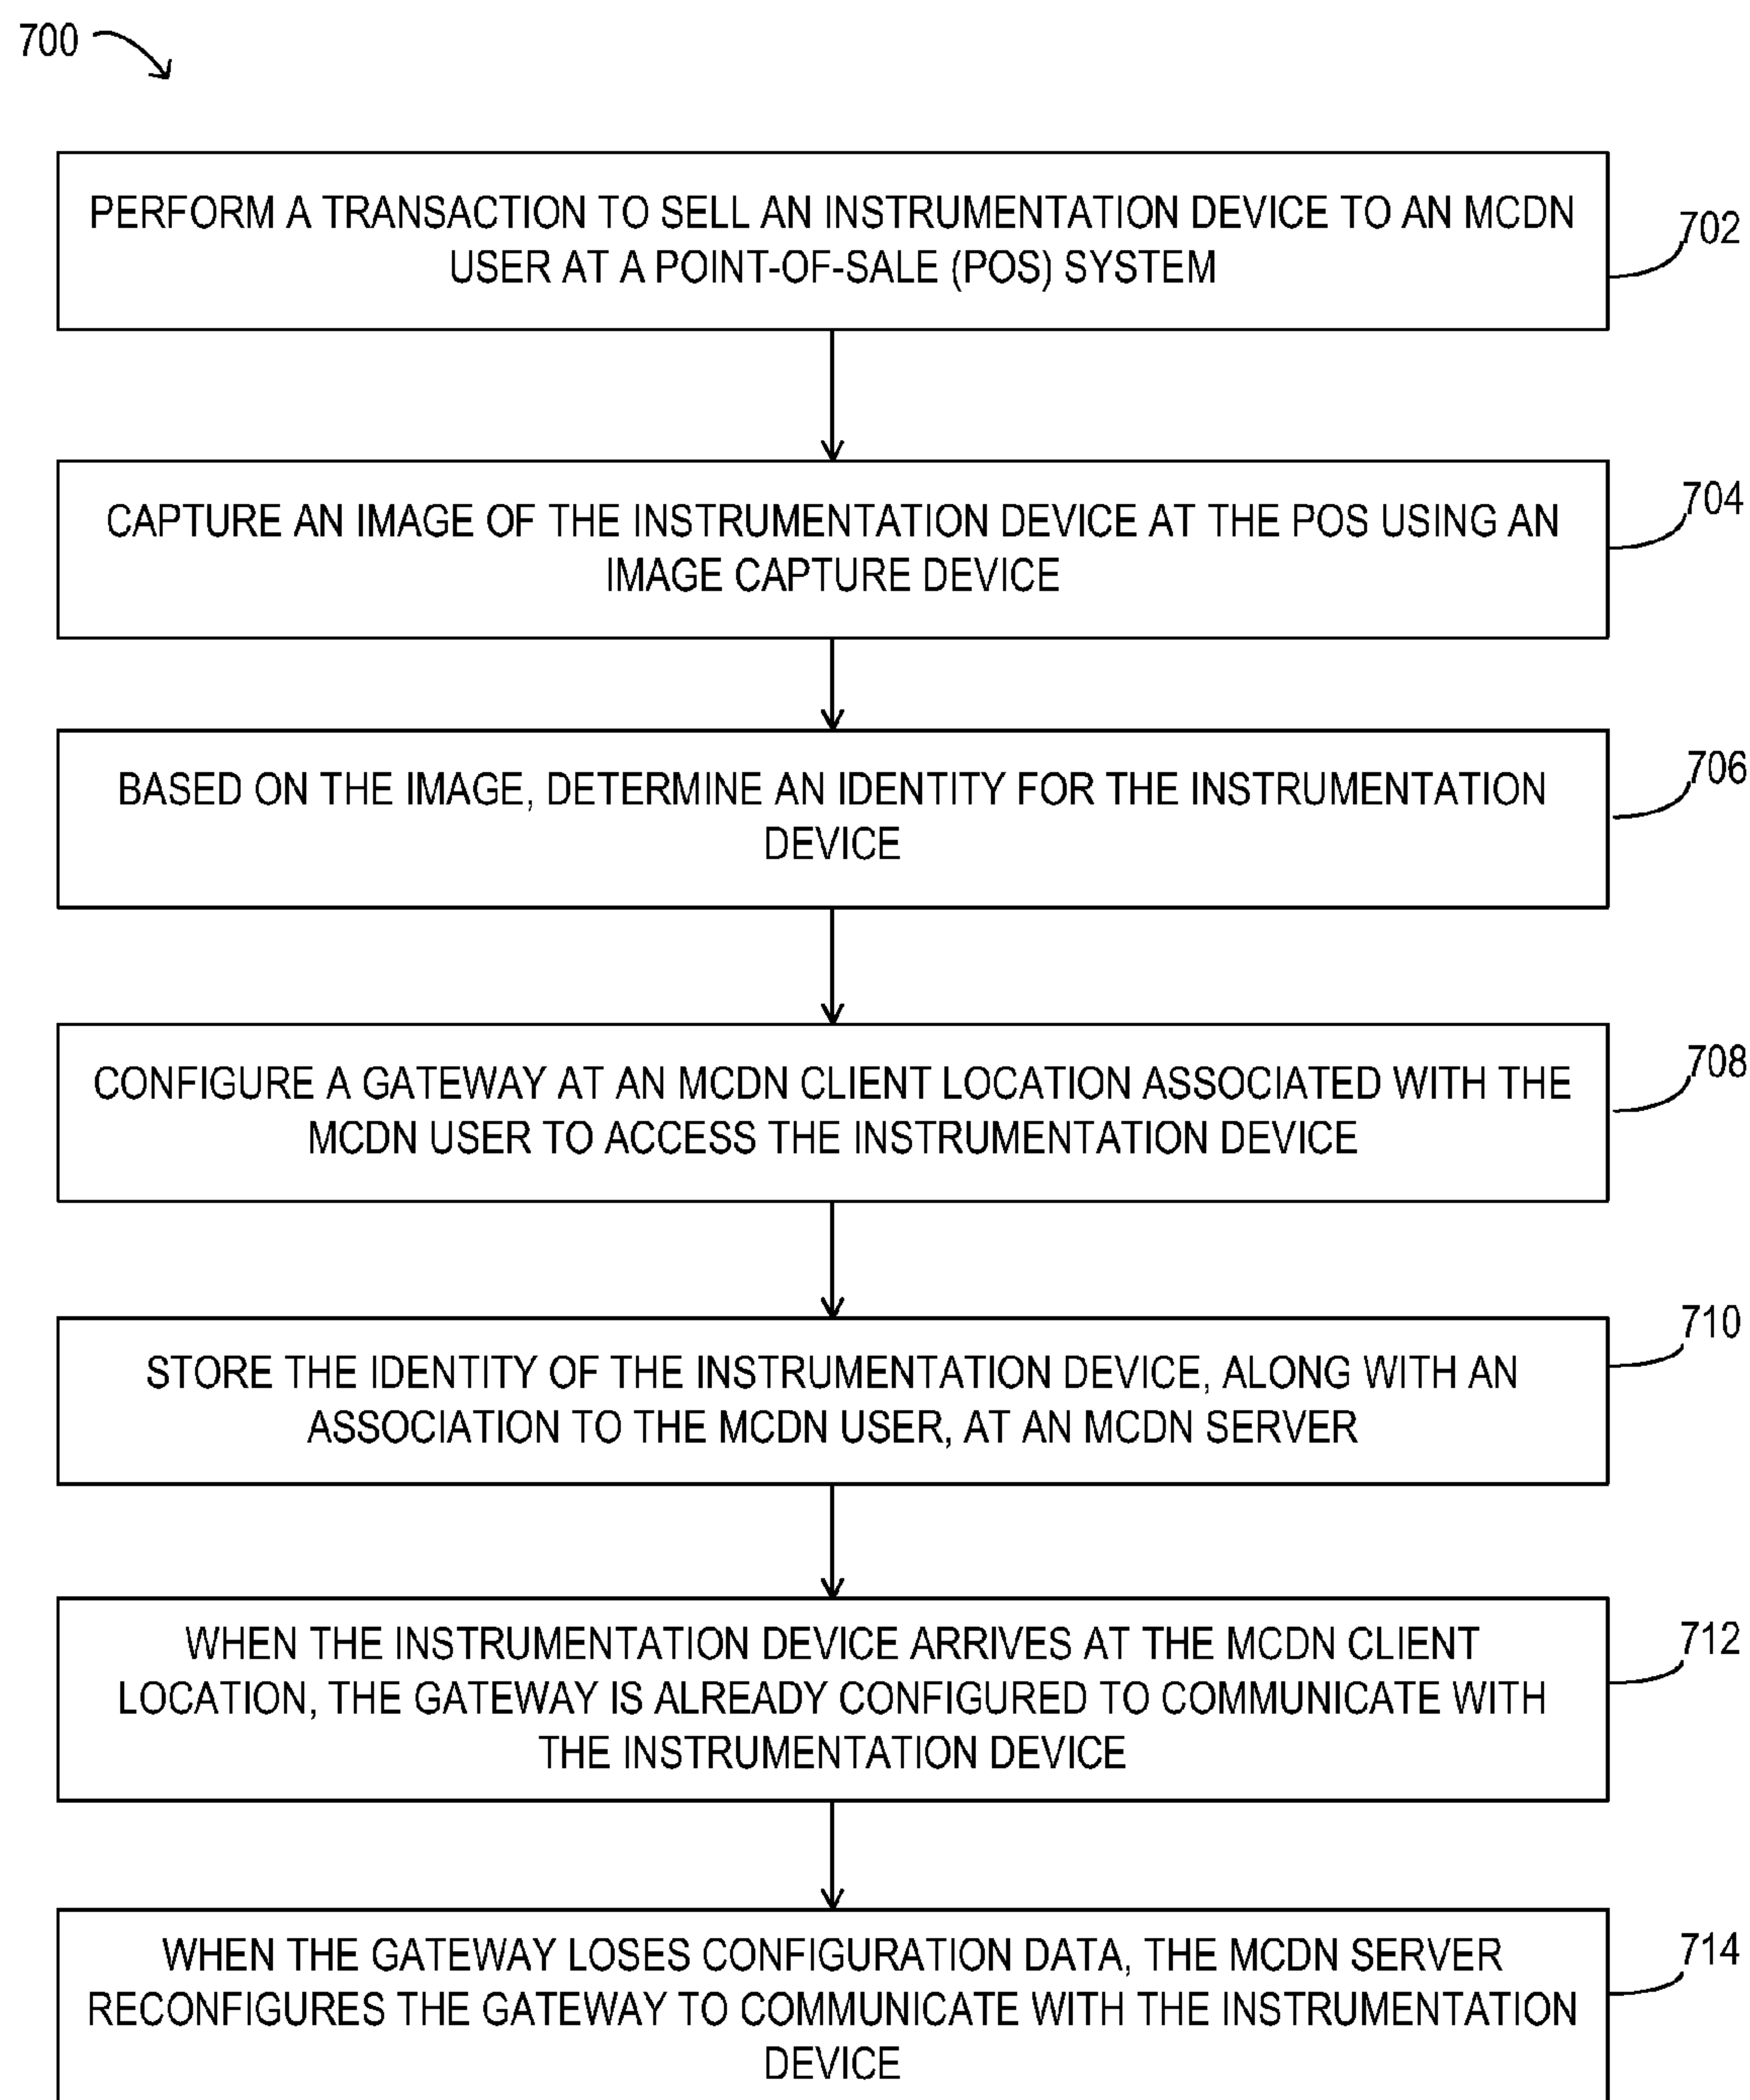 700
PERFORM A TRANSACTION TO SELL AN INSTRUMENTATION DEVICE TO AN MCDN
USER AT A POINT-OF-SALE (POS) SYSTEM
702
CAPTURE AN IMAGE OF THE INSTRUMENTATION DEVICE AT THE POS USING AN
IMAGE CAPTURE DEVICE
704
BASED ON THE IMAGE, DETERMINE AN IDENTITY FOR THE INSTRUMENTATION
DEVICE
706
CONFIGURE A GATEWAY AT AN MCDN CLIENT LOCATION ASSOCIATED WITH THE
MCDN USER TO ACCESS THE INSTRUMENTATION DEVICE
708
STORE THE IDENTITY OF THE INSTRUMENTATION DEVICE, ALONG WITH AN
ASSOCIATION TO THE MCDN USER, AT AN MCDN SERVER
710
WHEN THE INSTRUMENTATION DEVICE ARRIVES AT THE MCDN CLIENT
LOCATION, THE GATEWAY IS ALREADY CONFIGURED TO COMMUNICATE WITH
THE INSTRUMENTATION DEVICE
712
WHEN THE GATEWAY LOSES CONFIGURATION DATA, THE MCDN SERVER
RECONFIGURES THE GATEWAY TO COMMUNICATE WITH THE INSTRUMENTATION
DEVICE
714